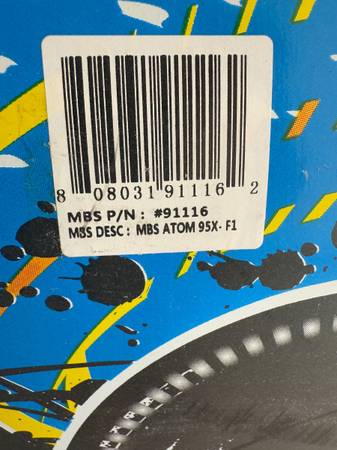 8 08031 91116 2
MBS P/N : #91116
MBS DESC : MBS ATOM 95X- F1